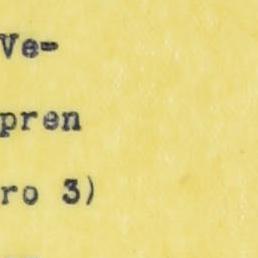 Ve-
pren
ro 3)